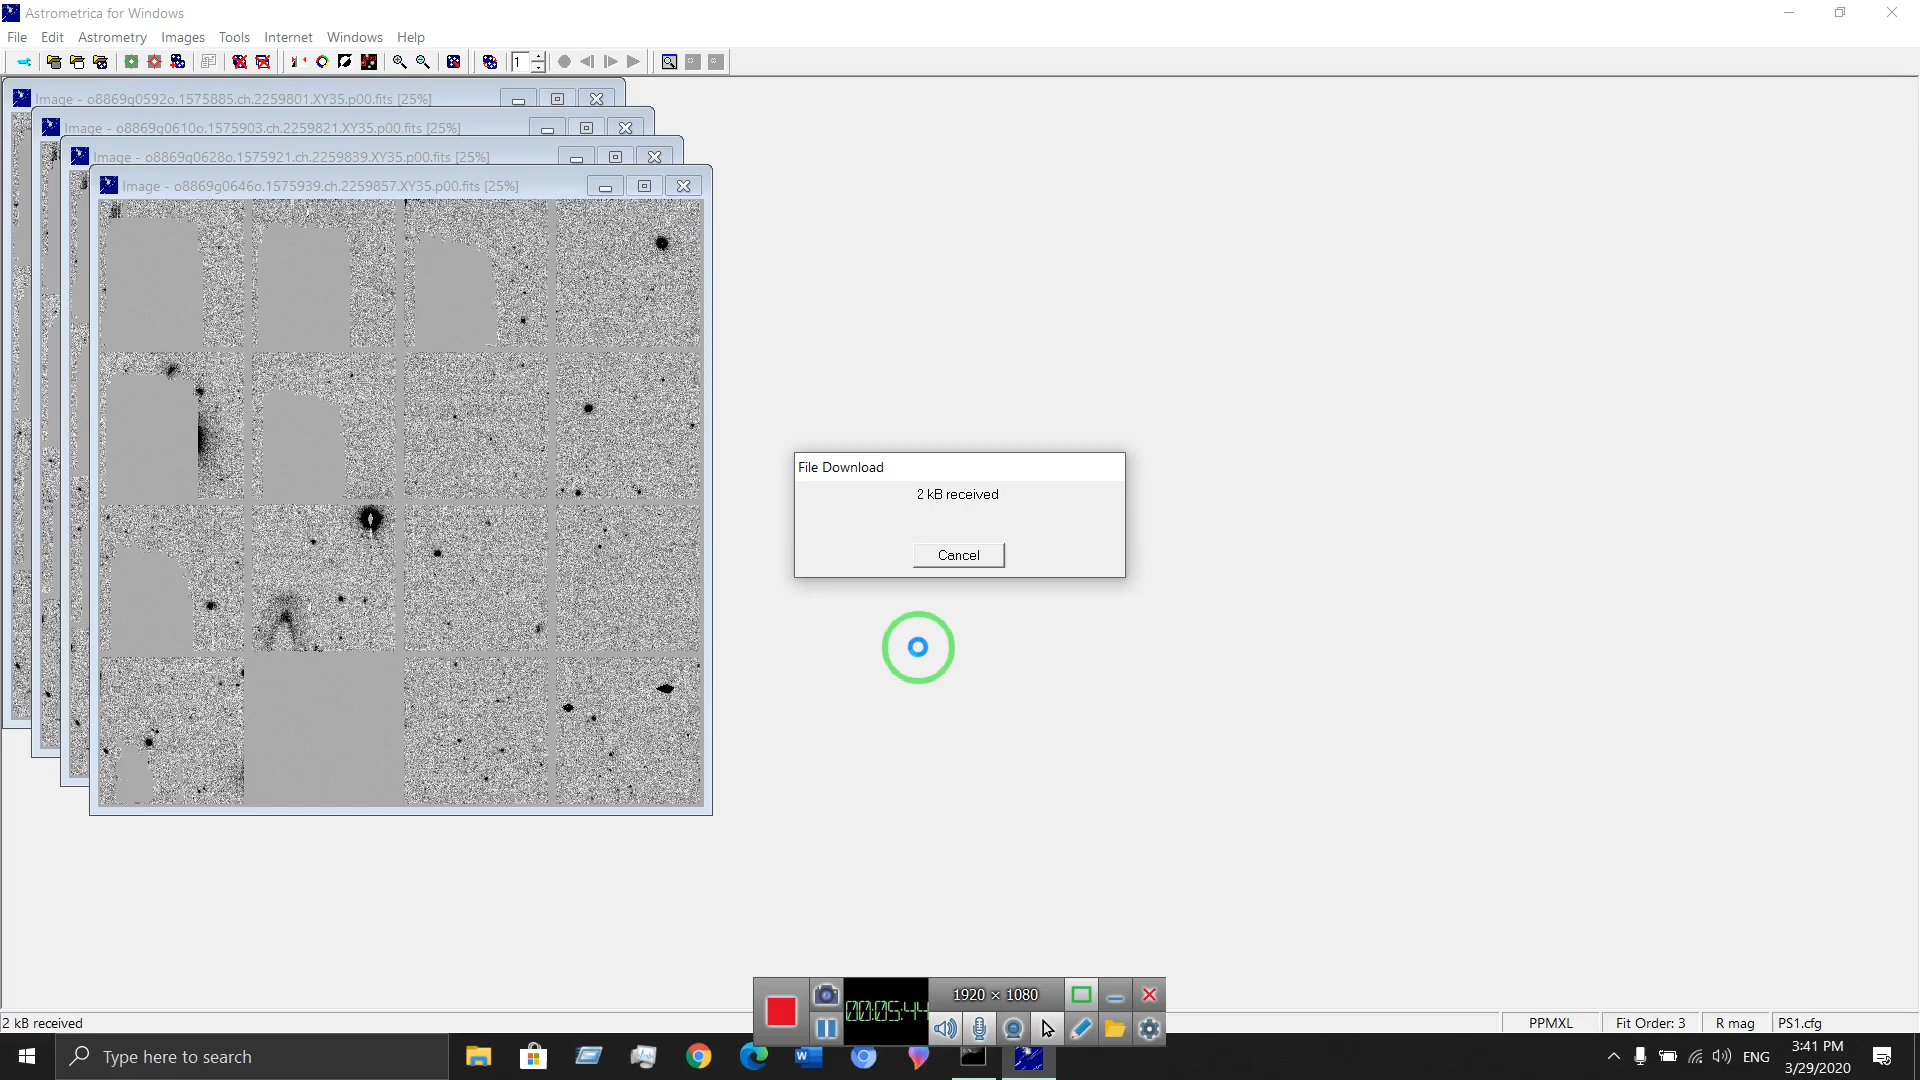 Astrometrica for Windows
File Edit Astrometry Images Tools Internet Windows Help
1
Image - o8869g0592o.1575885.ch.2259801.XY35.p00.fits [25%]
Image - o8869g0610o.1575903.ch.2259821.XY35.p00.fits [25%]
Image - o8869g0628o.1575921.ch.2259839.XY35.p00.fits [25%]
Image - o8869g0646o.1575939.ch.2259857.XY35.p00.fits [25%]
File Download
2 kB received
Cancel
1920 × 1080
00:05:44
2 kB received
PPMXL
Fit Order: 3
R mag
PS1.cfg
Type here to search
ENG
3:41 PM
3/29/2020